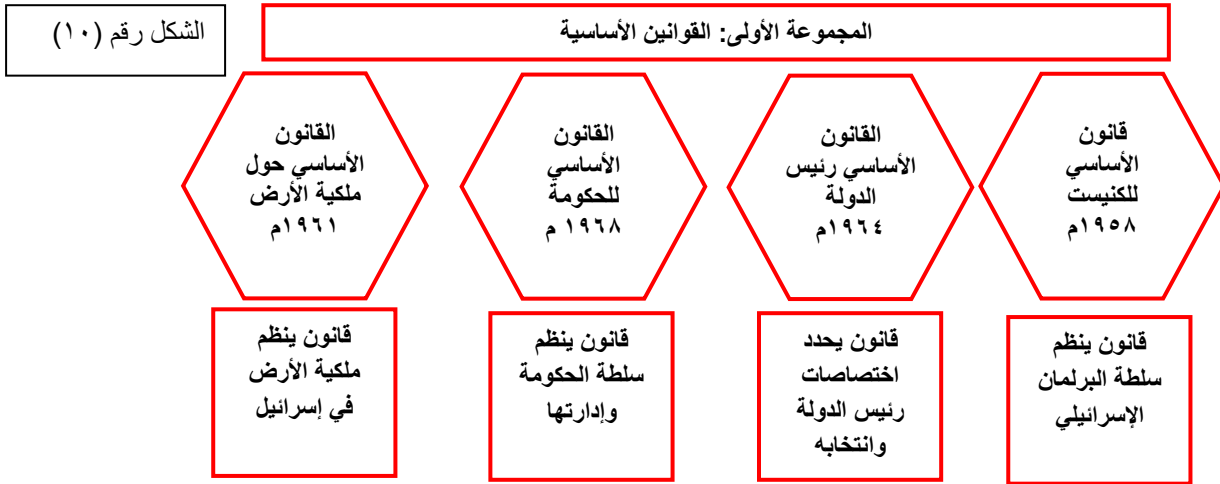 الشكل رقم (١٠)
المجموعة الأولى: القوانين الأساسية
قانون
الأساسي
للكنيست
١٩٥٨م
القانون
الأساسي رئيس
الدولة
١٩٦٤م
القانون
الأساسي
للحكومة
١٩٦٨ م
القانون
الأساسي حول
ملكية الأرض
١٩٦١م
قانون ينظم
سلطة البرلمان
الإسرائيلي
قانون يحدد
اختصاصات
رئيس الدولة
وانتخابه
قانون ينظم
سلطة الحكومة
وإدارتها
قانون ينظم
ملكية الأرض
في إسرائيل